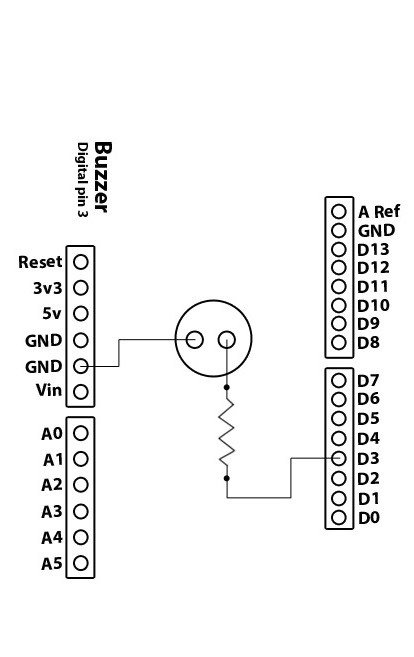 Buzzer
Digital pin 3
Reset
3v3
5v
GND
GND
Vin
A0
A1
A2
A3
A4
A5
A Ref
GND
D13
D12
D11
D10
D9
D8
D7
D6
D5
D4
D3
D2
D1
D0